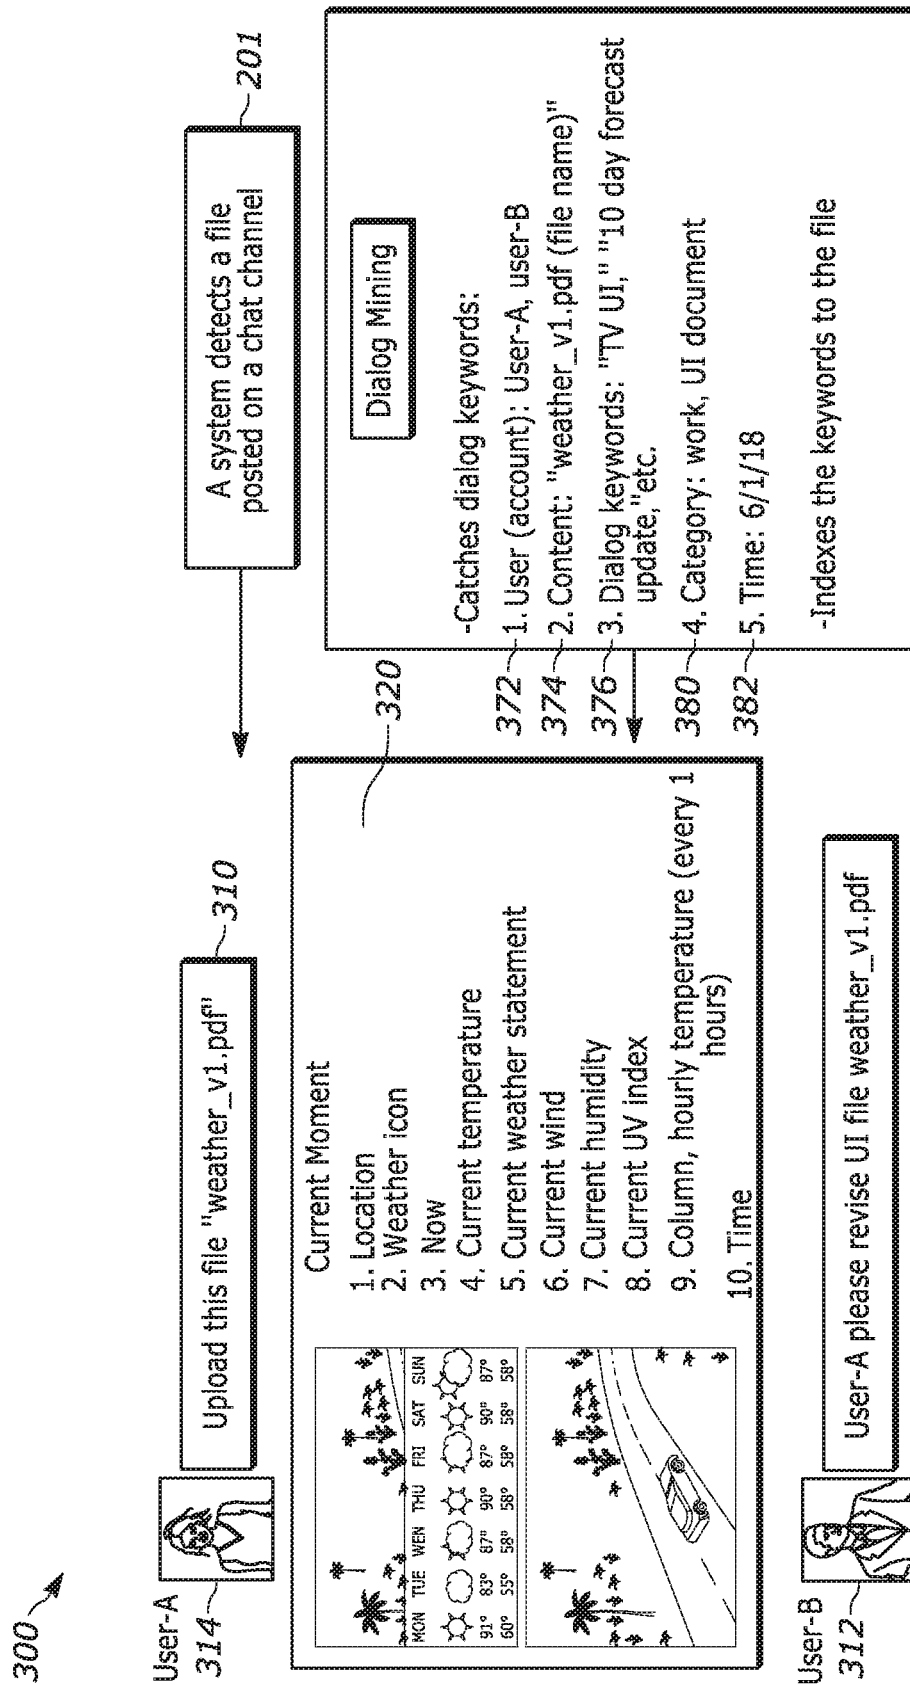 300
User-A
314
Upload this file "weather_v1.pdf"
310
A system detects a file
posted on a chat channel
201
Current Moment
1. Location
2. Weather icon
3. Now
4. Current temperature
5. Current weather statement
6. Current wind
7. Current humidity
8. Current UV index
9. Column, hourly temperature (every 1
hours)
10. Time
MON TUE WEN THU FRI SAT SUN
91° 83° 87° 90° 87° 90° 87°
60° 55° 58° 58° 58° 58° 58°
320
Dialog Mining
-Catches dialog keywords:
372
1. User (account): User-A, user-B
374
2. Content: "weather_v1.pdf (file name)"
376
3. Dialog keywords: "TV UI," "10 day forecast
update,"etc.
380
4. Category: work, UI document
382
5. Time: 6/1/18
-Indexes the keywords to the file
User-B
312
User-A please revise UI file weather_v1.pdf